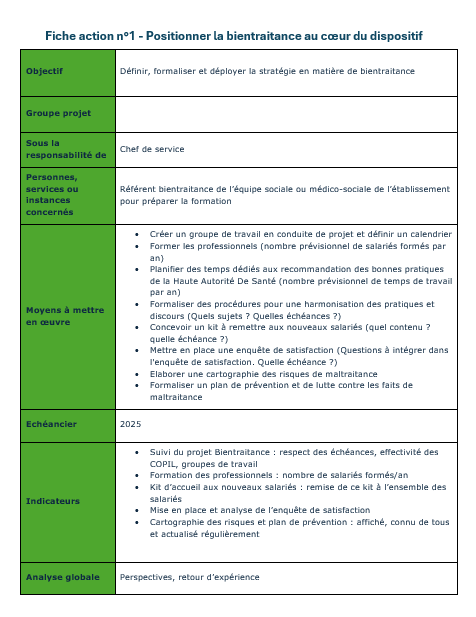 Fiche action n°1 - Positionner la bientraitance au cœur du dispositif
Objectif
Définir, formaliser et déployer la stratégie en matière de bientraitance
Groupe projet
Sous la
responsabilité de
Chef de service
Personnes,
services ou
instances
concernés
Référent bientraitance de l'équipe sociale ou médico-sociale de l'établissement
pour préparer la formation
Moyens à mettre
en œuvre
• Créer un groupe de travail en conduite de projet et définir un calendrier
• Former les professionnels (nombre prévisionnel de salariés formés par
an)
• Planifier des temps dédiés aux recommandation des bonnes pratiques
de la Haute Autorité De Santé (nombre prévisionnel de temps de travail
par an)
• Formaliser des procédures pour une harmonisation des pratiques et
discours (Quels sujets ? Quelles échéances ?)
• Concevoir un kit à remettre aux nouveaux salariés (quel contenu ?
quelle échéance ?)
• Mettre en place une enquête de satisfaction (Questions à intégrer dans
l'enquête de satisfaction. Quelle échéance ?)
• Elaborer une cartographie des risques de maltraitance
• Formaliser un plan de prévention et de lutte contre les faits de
maltraitance
Echéancier
2025
Indicateurs
• Suivi du projet Bientraitance : respect des échéances, effectivité des
COPIL, groupes de travail
• Formation des professionnels : nombre de salariés formés/an
• Kit d'accueil aux nouveaux salariés : remise de ce kit à l'ensemble des
salariés
• Mise en place et analyse de l'enquête de satisfaction
• Cartographie des risques et plan de prévention : affiché, connu de tous
et actualisé régulièrement
Analyse globale
Perspectives, retour d'expérience